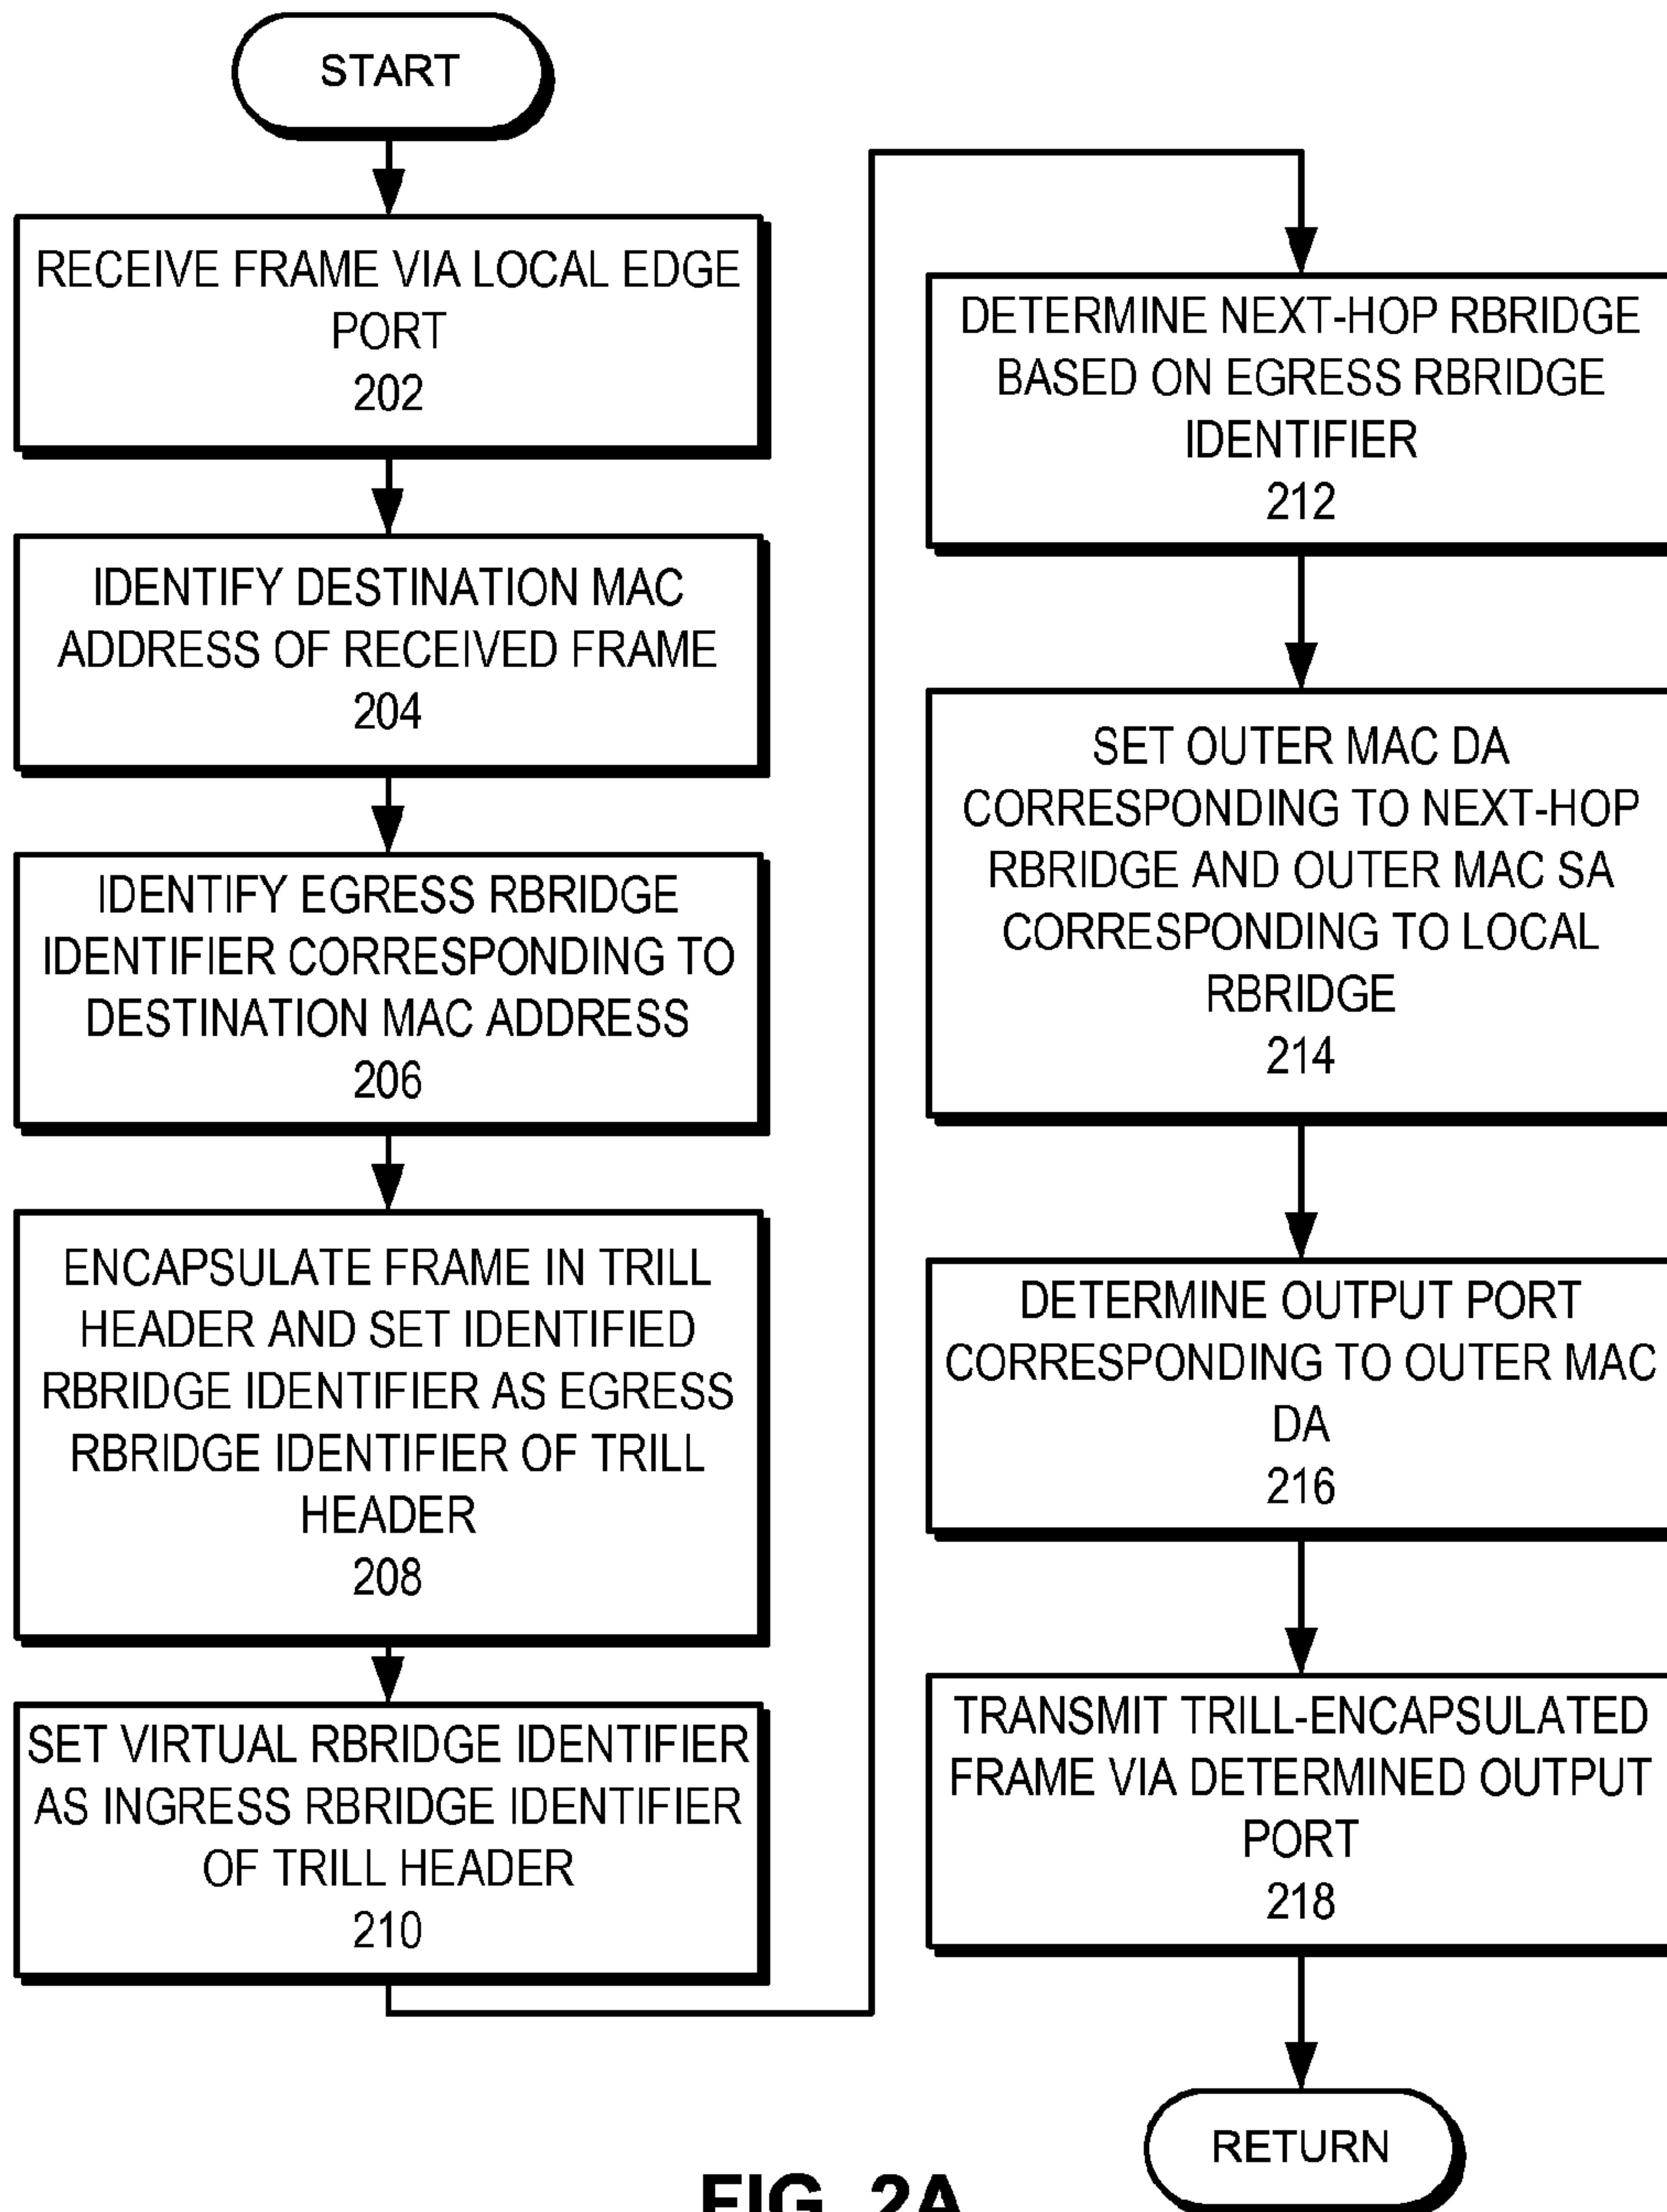 START
RECEIVE FRAME VIA LOCAL EDGE
PORT
202
IDENTIFY DESTINATION MAC
ADDRESS OF RECEIVED FRAME
204
IDENTIFY EGRESS RBRIDGE
IDENTIFIER CORRESPONDING TO
DESTINATION MAC ADDRESS
206
ENCAPSULATE FRAME IN TRILL
HEADER AND SET IDENTIFIED
RBRIDGE IDENTIFIER AS EGRESS
RBRIDGE IDENTIFIER OF TRILL
HEADER
208
SET VIRTUAL RBRIDGE IDENTIFIER
AS INGRESS RBRIDGE IDENTIFIER
OF TRILL HEADER
210
DETERMINE NEXT-HOP RBRIDGE
BASED ON EGRESS RBRIDGE
IDENTIFIER
212
SET OUTER MAC DA
CORRESPONDING TO NEXT-HOP
RBRIDGE AND OUTER MAC SA
CORRESPONDING TO LOCAL
RBRIDGE
214
DETERMINE OUTPUT PORT
CORRESPONDING TO OUTER MAC
DA
216
TRANSMIT TRILL-ENCAPSULATED
FRAME VIA DETERMINED OUTPUT
PORT
218
RETURN
FIG. 2A